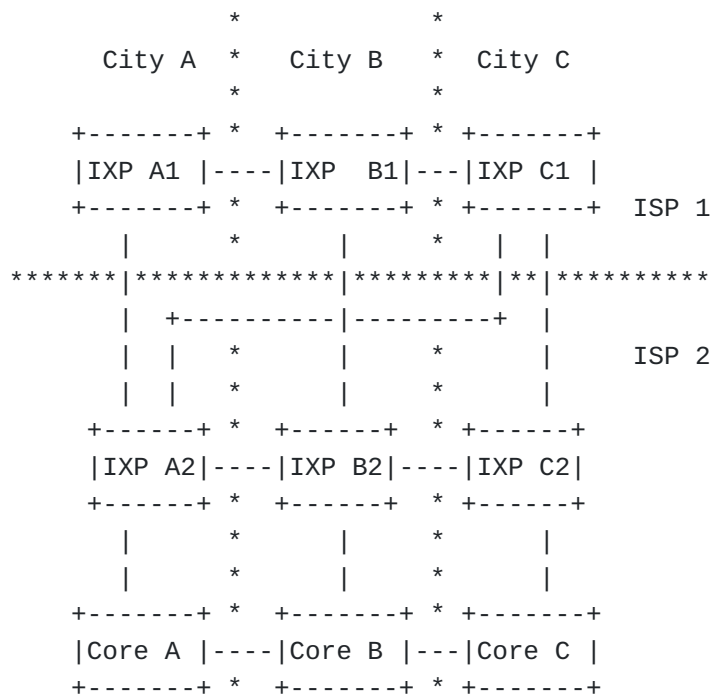 City A City B City C
IXP A1 IXP B1 IXP C1
ISP 1
ISP 2
IXP A2 IXP B2 IXP C2
Core A Core B Core C